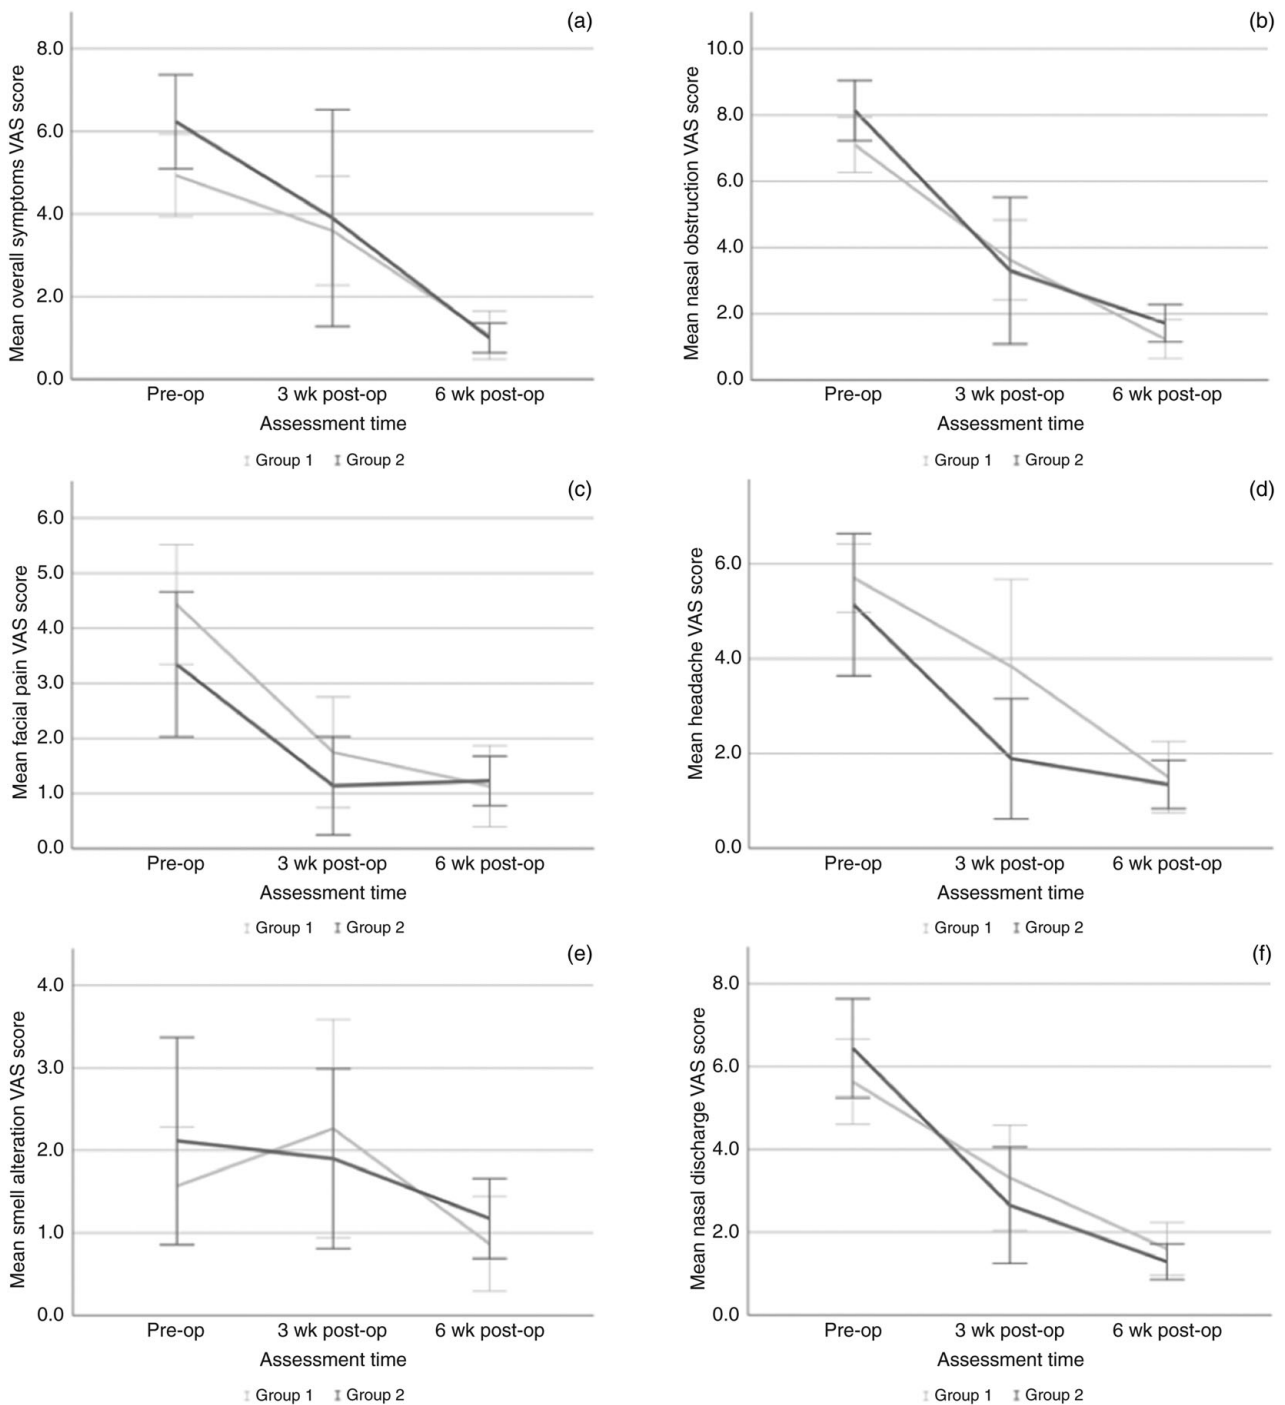 (a)
Mean overall symptoms VAS score
8.0
6.0
4.0
2.0
0.0
Pre-op 3 wk post-op 6 wk post-op
Assessment time
Group 1 Group 2
(b)
Mean nasal obstruction VAS score
10.0
8.0
6.0
4.0
2.0
0.0
Pre-op 3 wk post-op 6 wk post-op
Assessment time
Group 1 Group 2
(c)
Mean facial pain VAS score
6.0
5.0
4.0
3.0
2.0
1.0
0.0
Pre-op 3 wk post-op 6 wk post-op
Assessment time
Group 1 Group 2
(d)
Mean headache VAS score
6.0
4.0
2.0
0.0
Pre-op 3 wk post-op 6 wk post-op
Assessment time
Group 1 Group 2
(e)
Mean smell alteration VAS score
4.0
3.0
2.0
1.0
0.0
Pre-op 3 wk post-op 6 wk post-op
Assessment time
Group 1 Group 2
(f)
Mean nasal discharge VAS score
8.0
6.0
4.0
2.0
0.0
Pre-op 3 wk post-op 6 wk post-op
Assessment time
Group 1 Group 2